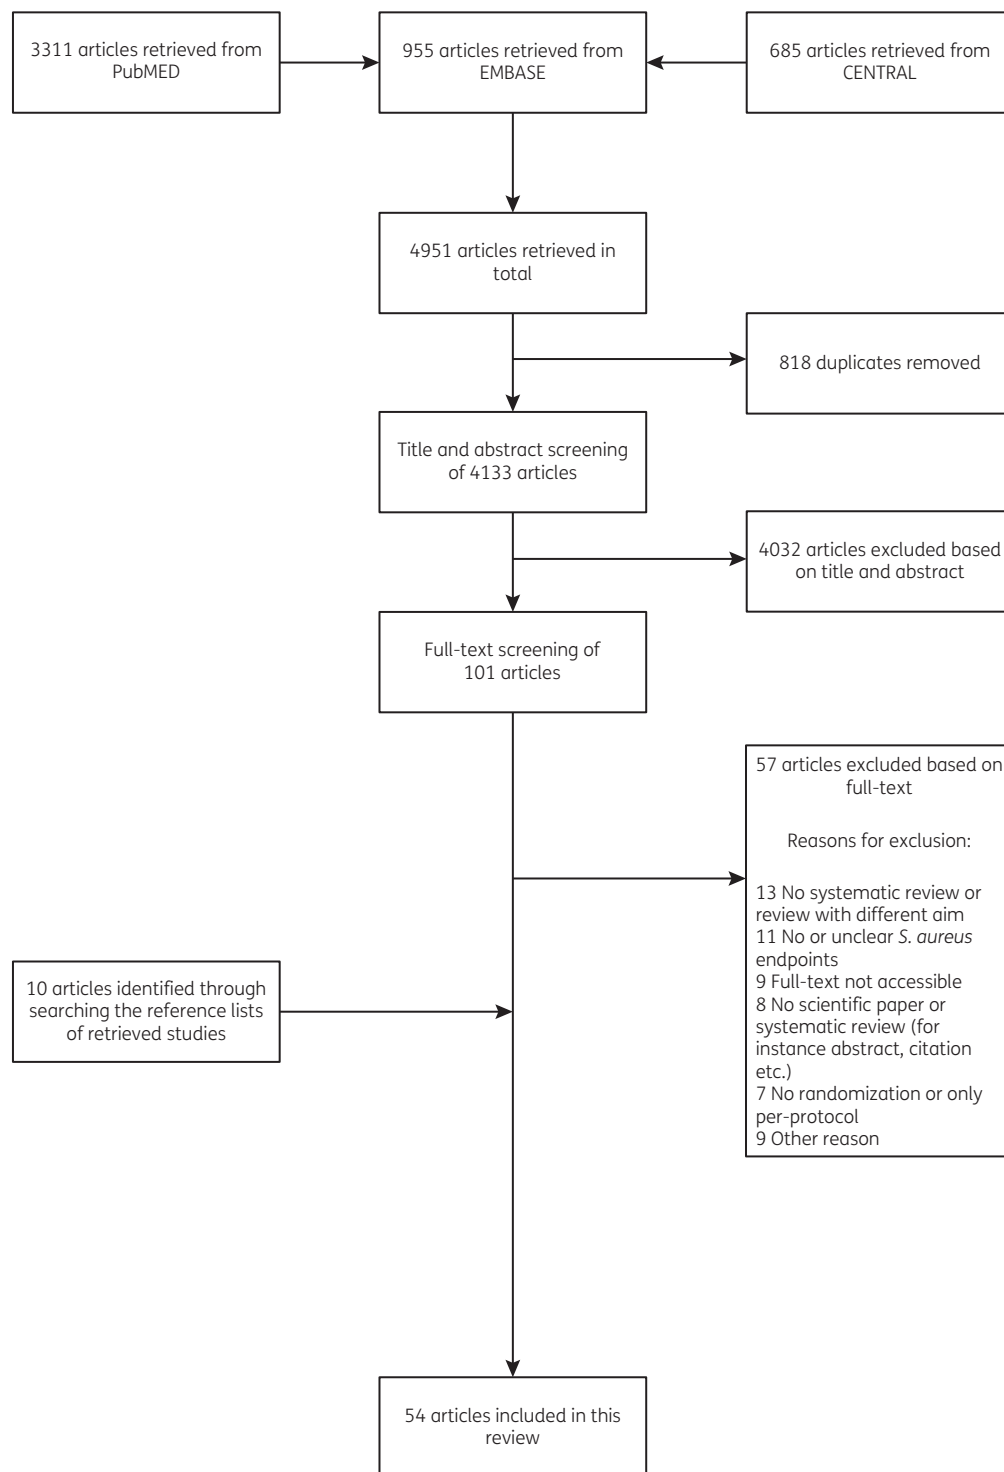 3311 articles retrieved from
PubMED
955 articles retrieved from
EMBASE
685 articles retrieved from
CENTRAL
4951 articles retrieved in
total
818 duplicates removed
Title and abstract screening
of 4133 articles
4032 articles excluded based
on title and abstract
Full-text screening of
101 articles
57 articles excluded based on
full-text
Reasons for exclusion:
13 No systematic review or
review with different aim
11 No or unclear S. aureus
endpoints
9 Full-text not accessible
8 No scientific paper or
systematic review (for
instance abstract, citation
etc.)
7 No randomization or only
per-protocol
9 Other reason
10 articles identified through
searching the reference lists
of retrieved studies
54 articles included in this
review